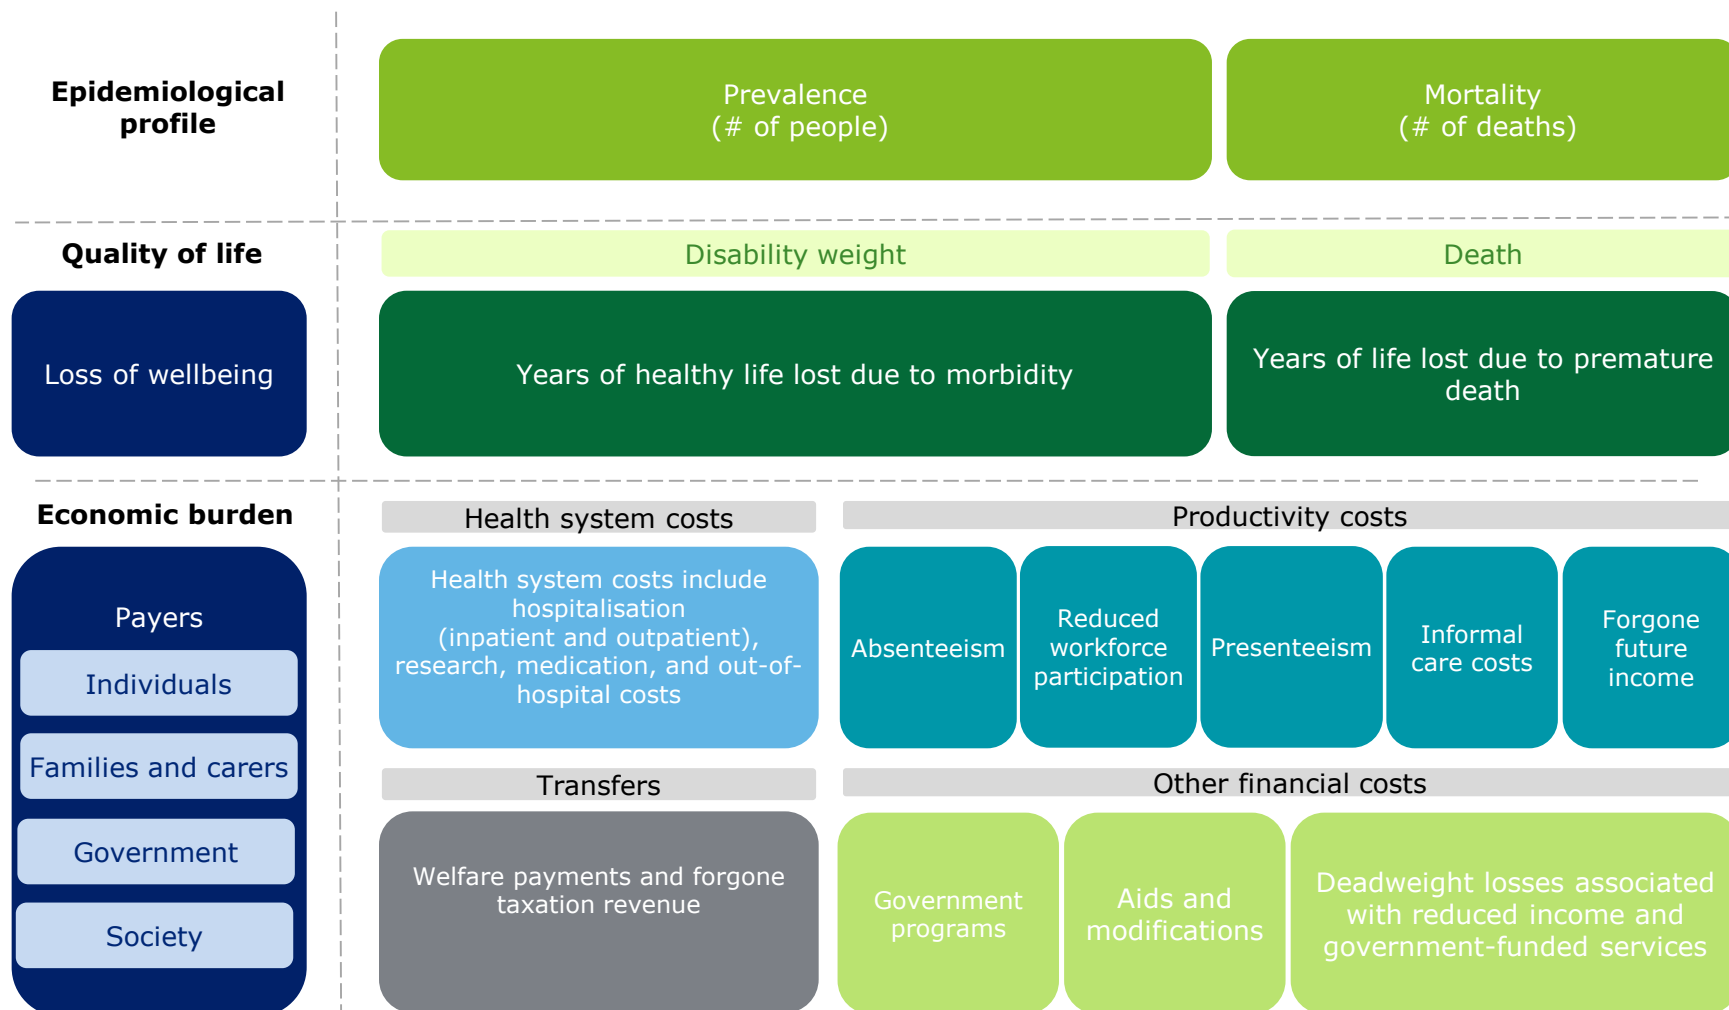 Epidemiological
profile
Prevalence
(# of people)
Mortality
(# of deaths)
Quality of life
Disability weight
Death
Loss of wellbeing
Years of healthy life lost due to morbidity
Years of life lost due to premature
death
Economic burden
Health system costs
Productivity costs
Payers
Individuals
Families and carers
Government
Society
Health system costs include
hospitalisation
(inpatient and outpatient),
research, medication, and out-of-
hospital costs
Absenteeism
Reduced
workforce
participation
Presenteeism
Informal
care costs
Forgone
future
income
Transfers
Other financial costs
Welfare payments and forgone
taxation revenue
Government
programs
Aids and
modifications
Deadweight losses associated
with reduced income and
government-funded services